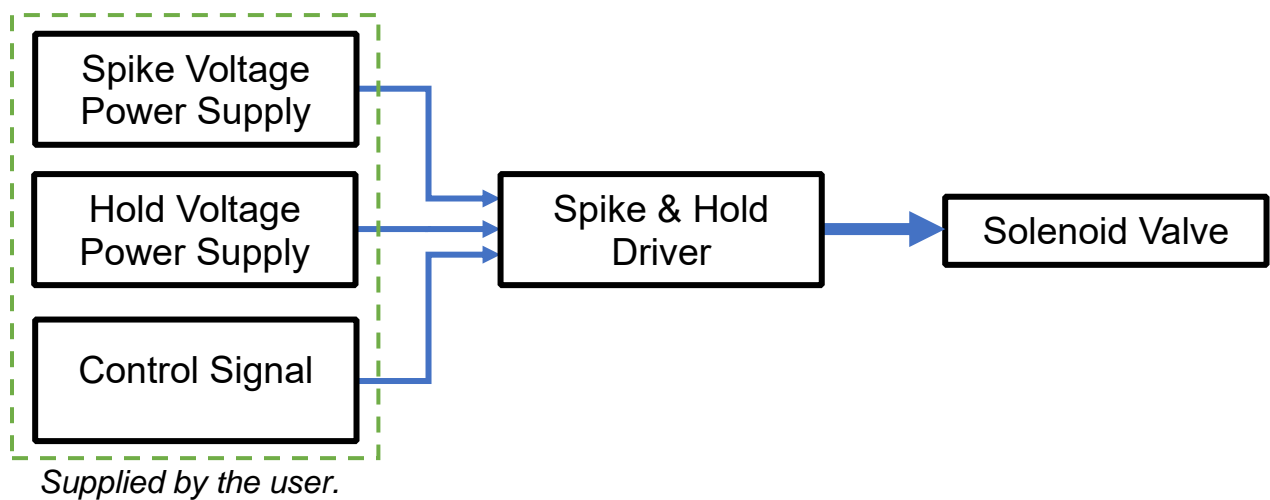 Spike Voltage
Power Supply
Hold Voltage
Power Supply
Control Signal
Supplied by the user.
Spike & Hold
Driver
Solenoid Valve